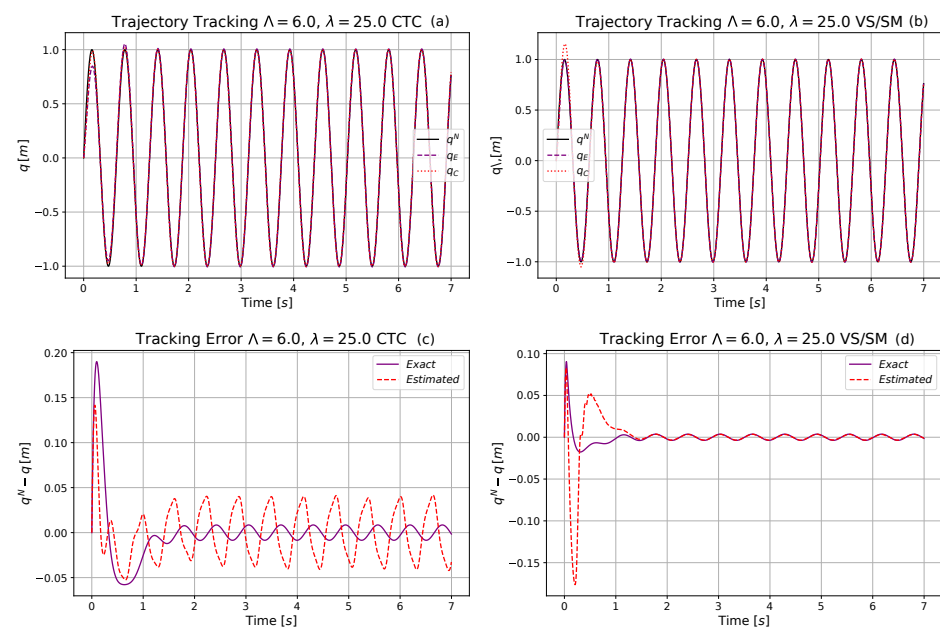 Trajectory Tracking Λ = 6.0, λ = 25.0 CTC (a)
q [m]
1.0
0.5
0.0
−0.5
−1.0
q^N
q_E
q_C
0 1 2 3 4 5 6 7
Time [s]
Trajectory Tracking Λ = 6.0, λ = 25.0 VS/SM (b)
q\,[m]
1.0
0.5
0.0
−0.5
−1.0
q^N
q_E
q_C
0 1 2 3 4 5 6 7
Time [s]
Tracking Error Λ = 6.0, λ = 25.0 CTC (c)
q^N − q [m]
0.20
0.15
0.10
0.05
0.00
−0.05
Exact
Estimated
0 1 2 3 4 5 6 7
Time [s]
Tracking Error Λ = 6.0, λ = 25.0 VS/SM (d)
q^N − q [m]
0.10
0.05
0.00
−0.05
−0.10
−0.15
Exact
Estimated
0 1 2 3 4 5 6 7
Time [s]